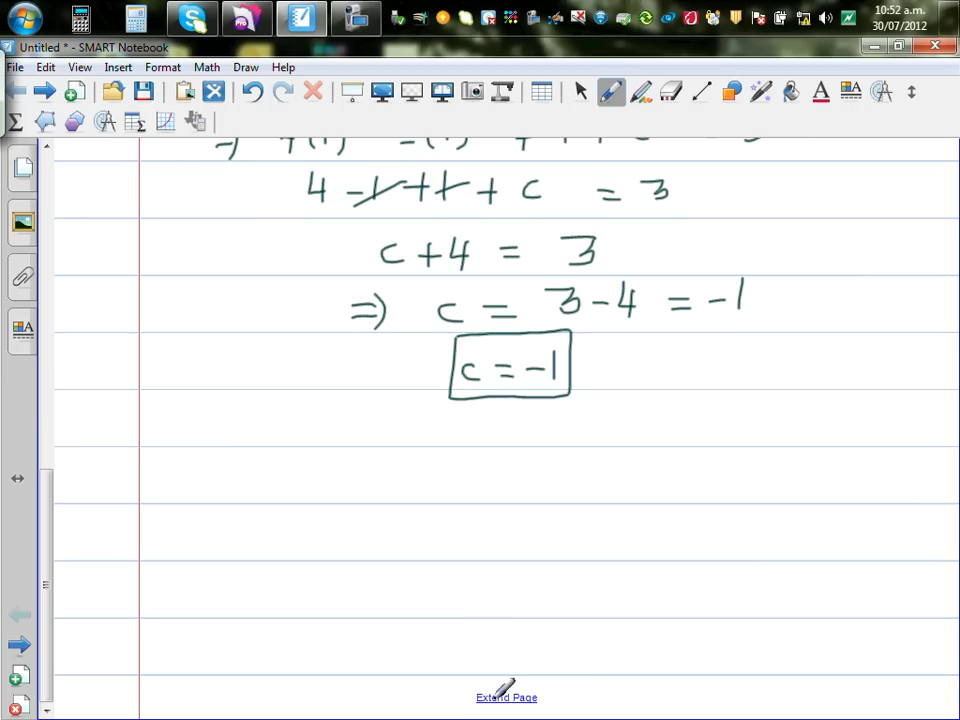 10:52 a.m.
30/07/2012
Untitled * - SMART Notebook
File Edit View Insert Format Math Draw Help
4 - 1 + 1 + c = 3
c + 4 = 3
⇒ c = 3 - 4 = -1
c = -1
Extend Page